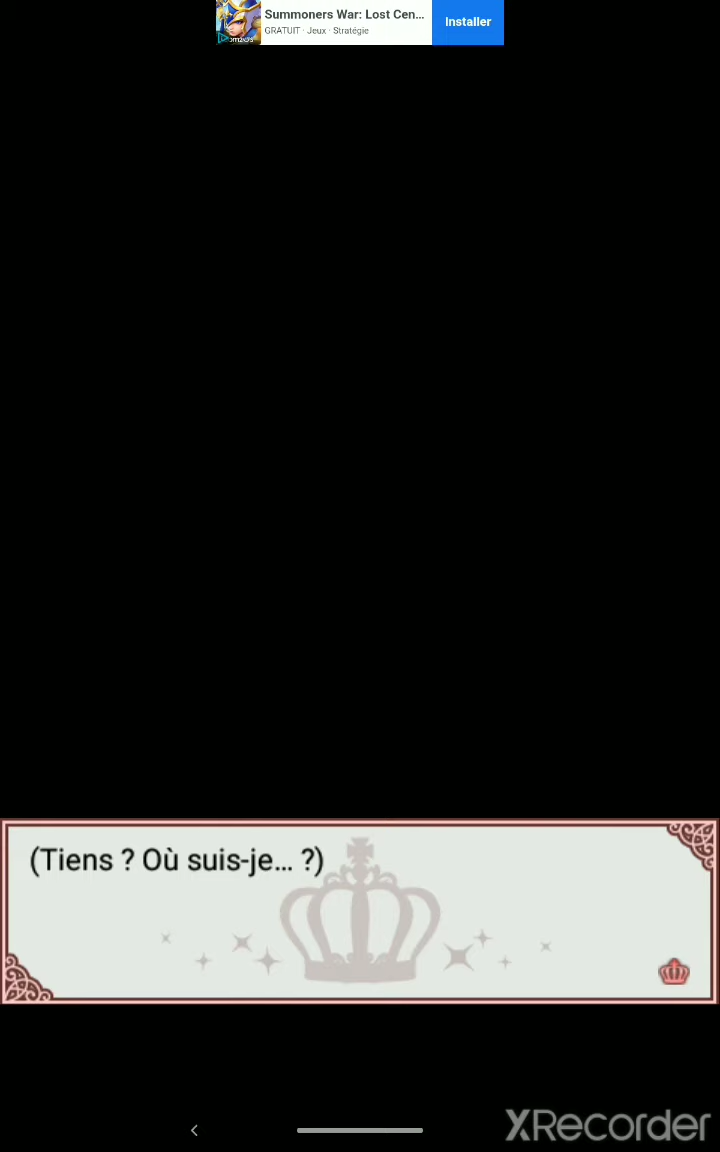 Summoners War: Lost Cen...
GRATUIT · Jeux · Stratégie
Installer
(Tiens ? Où suis-je... ?)
XRecorder